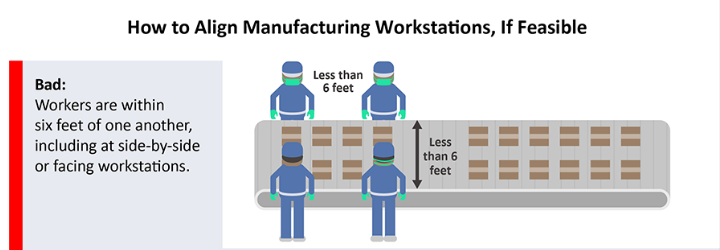 How to Align Manufacturing Workstations, If Feasible
Bad:
Workers are within
six feet of one another,
including at side-by-side
or facing workstations.
Less than
6 feet
Less
than 6
feet